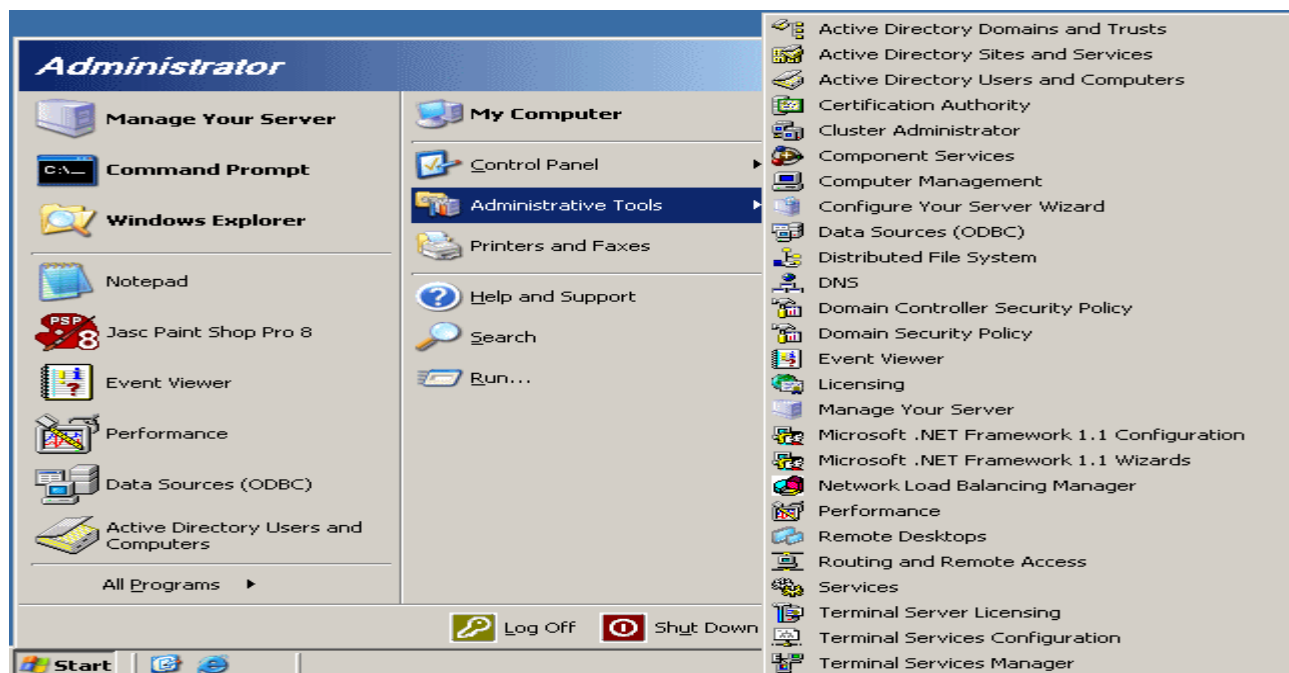 Administrator
Manage Your Server
Command Prompt
Windows Explorer
Notepad
Jasc Paint Shop Pro 8
Event Viewer
Performance
Data Sources (ODBC)
Active Directory Users and
Computers
All Programs
My Computer
Control Panel
Administrative Tools
Printers and Faxes
Help and Support
Search
Run...
Log Off
Shut Down
Start
Active Directory Domains and Trusts
Active Directory Sites and Services
Active Directory Users and Computers
Certification Authority
Cluster Administrator
Component Services
Computer Management
Configure Your Server Wizard
Data Sources (ODBC)
Distributed File System
DNS
Domain Controller Security Policy
Domain Security Policy
Event Viewer
Licensing
Manage Your Server
Microsoft .NET Framework 1.1 Configuration
Microsoft .NET Framework 1.1 Wizards
Network Load Balancing Manager
Performance
Remote Desktops
Routing and Remote Access
Services
Terminal Server Licensing
Terminal Services Configuration
Terminal Services Manager
C:\_
PSP
8